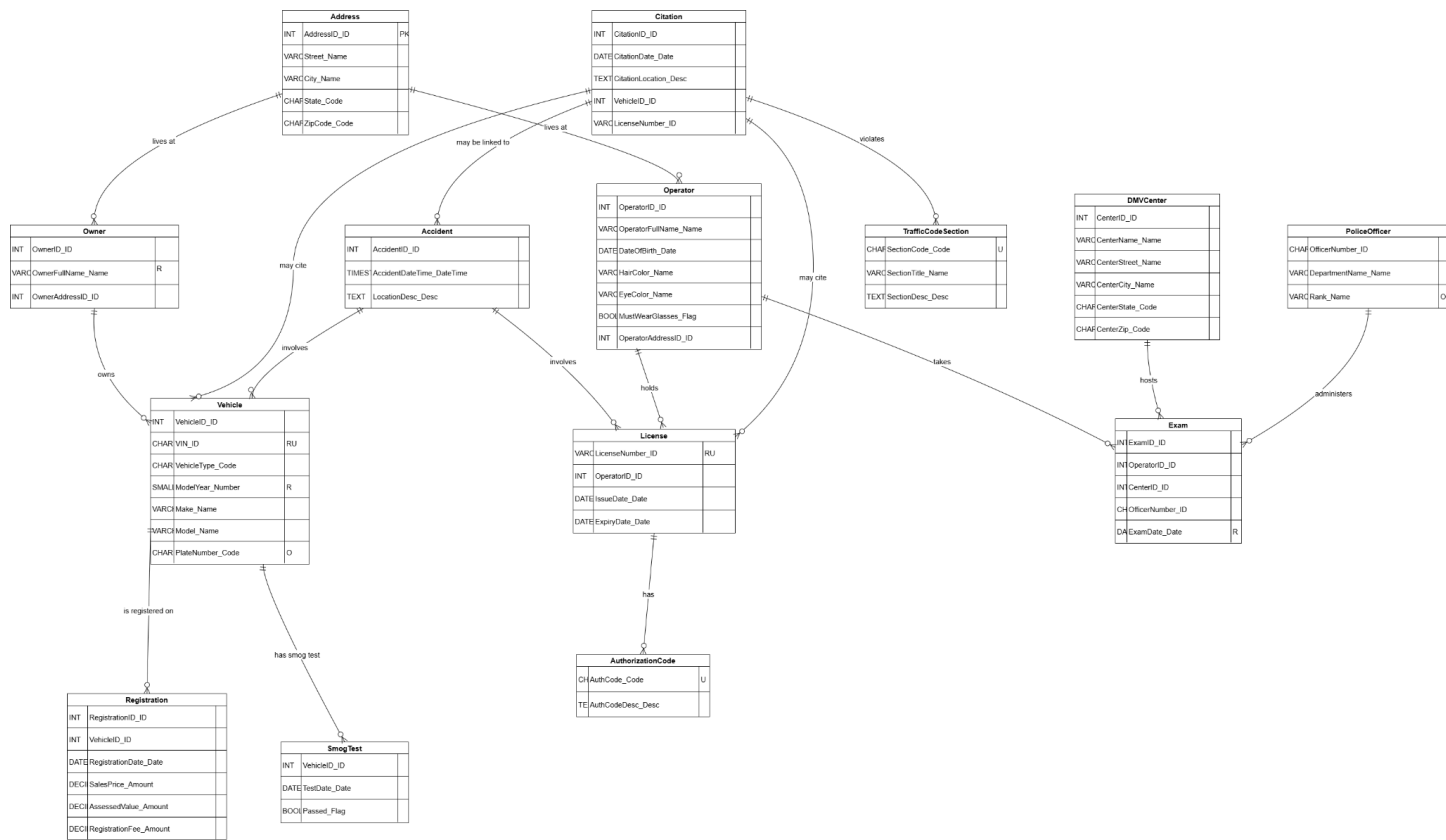 Address
INT AddressID_ID PK
VARC Street_Name
VARC City_Name
CHAR State_Code
CHAR ZipCode_Code
Citation
INT CitationID_ID
DATE CitationDate_Date
TEXT CitationLocation_Desc
INT VehicleID_ID
VARC LicenseNumber_ID
lives at
may be linked to
lives at
violates
Owner
INT OwnerID_ID
VARC OwnerFullName_Name R
INT OwnerAddressID_ID
Accident
INT AccidentID_ID
TIMEST AccidentDateTime_DateTime
TEXT LocationDesc_Desc
Operator
INT OperatorID_ID
VARC OperatorFullName_Name
DATE DateOfBirth_Date
VARC HairColor_Name
VARC EyeColor_Name
BOOL MustWearGlasses_Flag
INT OperatorAddressID_ID
TrafficCodeSection
CHAR SectionCode_Code U
VARC SectionTitle_Name
TEXT SectionDesc_Desc
DMVCenter
INT CenterID_ID
VARC CenterName_Name
VARC CenterStreet_Name
VARC CenterCity_Name
CHAR CenterState_Code
CHAR CenterZip_Code
PoliceOfficer
CHAR OfficerNumber_ID
VARC DepartmentName_Name
VARC Rank_Name O
may cite
may cite
owns
involves
involves
holds
takes
hosts
administers
Vehicle
INT VehicleID_ID
CHAR VIN_ID RU
CHAR VehicleType_Code
SMALL ModelYear_Number R
VARC Make_Name
VARC Model_Name
CHAR PlateNumber_Code O
License
VARC LicenseNumber_ID RU
INT OperatorID_ID
DATE IssueDate_Date
DATE ExpiryDate_Date
Exam
INT ExamID_ID
INT OperatorID_ID
INT CenterID_ID
CH OfficerNumber_ID
DA ExamDate_Date R
is registered on
has smog test
has
AuthorizationCode
CH AuthCode_Code U
TE AuthCodeDesc_Desc
Registration
INT RegistrationID_ID
INT VehicleID_ID
DATE RegistrationDate_Date
DECI SalesPrice_Amount
DECI AssessedValue_Amount
DECI RegistrationFee_Amount
SmogTest
INT VehicleID_ID
DATE TestDate_Date
BOOL Passed_Flag